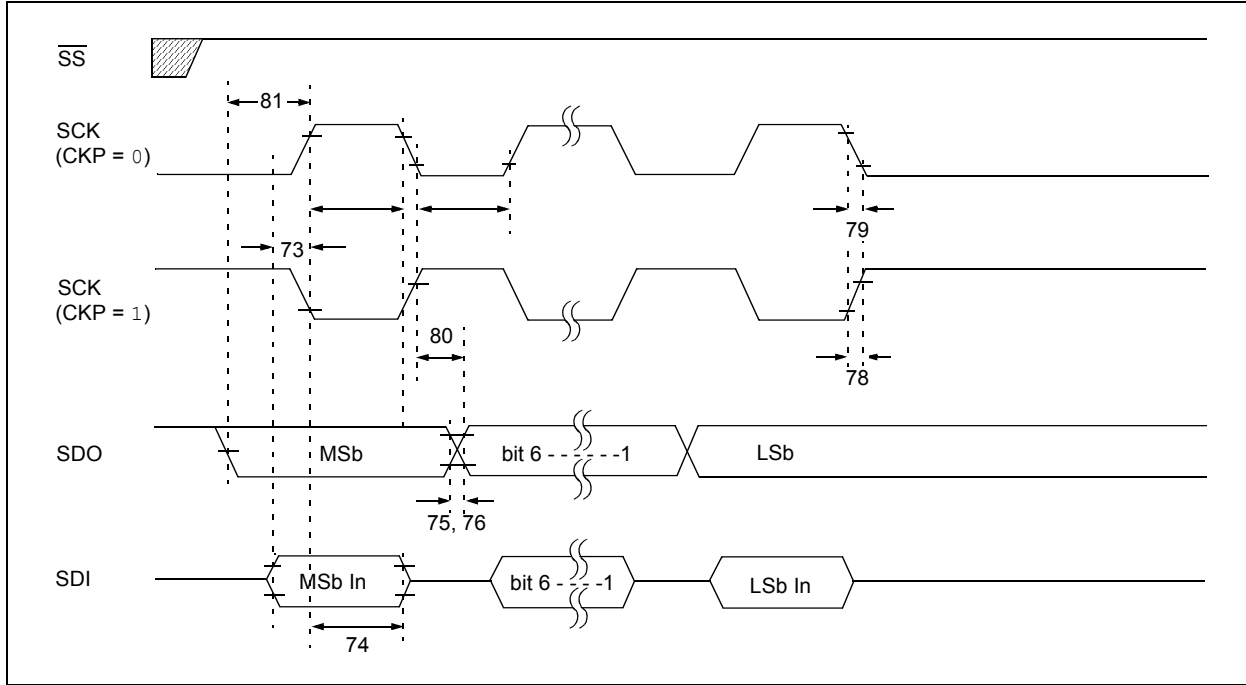 SS
81
SCK
(CKP = 0)
79
73
SCK
(CKP = 1)
80
78
SDO
MSb
bit 6 - - - - - -1
LSb
75, 76
SDI
MSb In
bit 6 - - - -1
LSb In
74